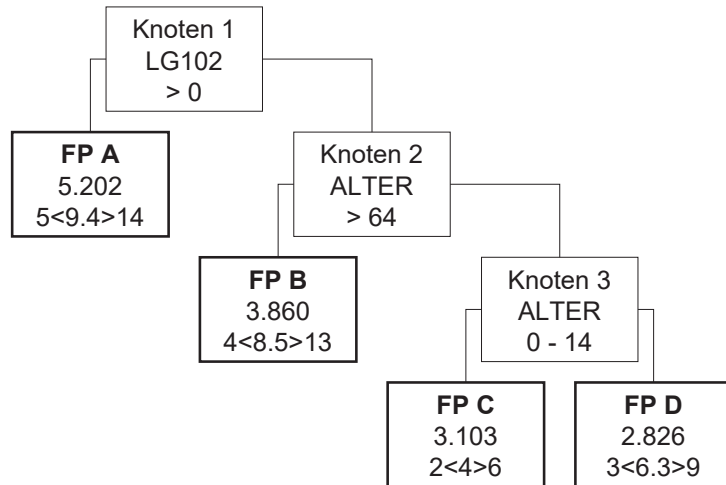 Knoten 1
LG102
> 0
FP A
5.202
5<9.4>14
Knoten 2
ALTER
> 64
FP B
3.860
4<8.5>13
Knoten 3
ALTER
0 - 14
FP C
3.103
2<4>6
FP D
2.826
3<6.3>9